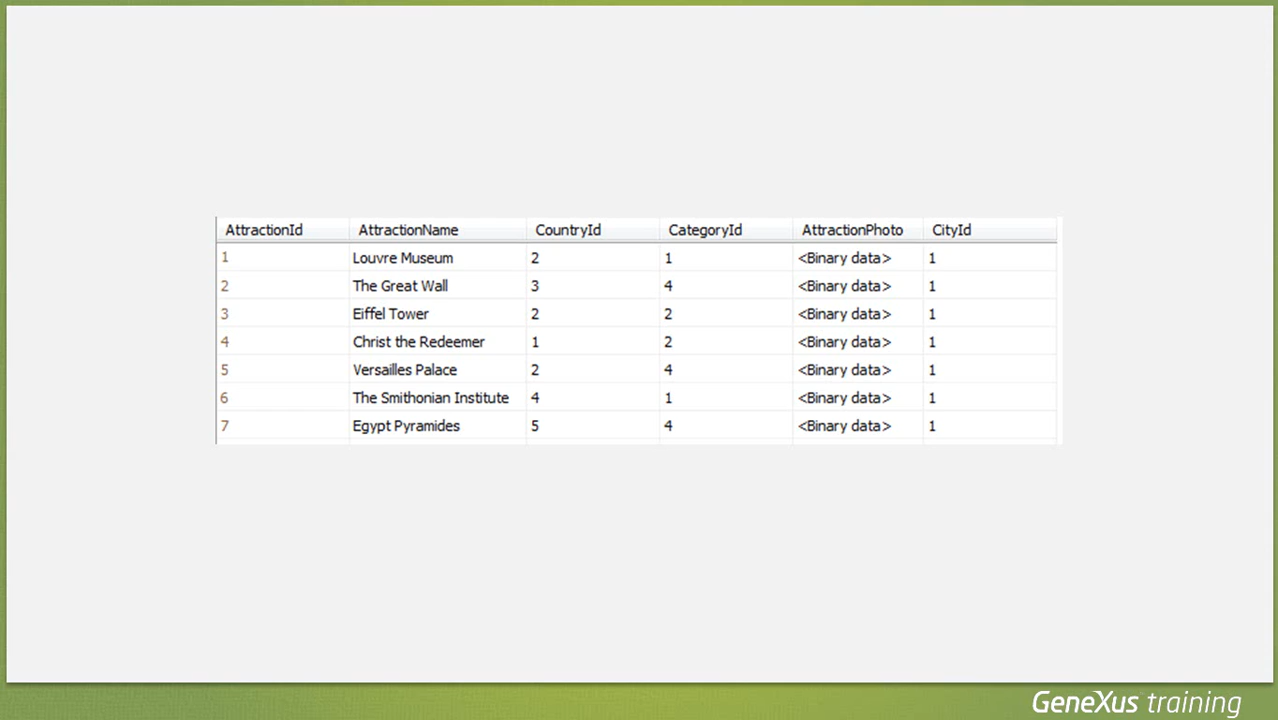 AttractionId AttractionName CountryId CategoryId AttractionPhoto CityId
1 Louvre Museum 2 1 <Binary data> 1
2 The Great Wall 3 4 <Binary data> 1
3 Eiffel Tower 2 2 <Binary data> 1
4 Christ the Redeemer 1 2 <Binary data> 1
5 Versailles Palace 2 4 <Binary data> 1
6 The Smithonian Institute 4 1 <Binary data> 1
7 Egypt Pyramides 5 4 <Binary data> 1
GeneXus training